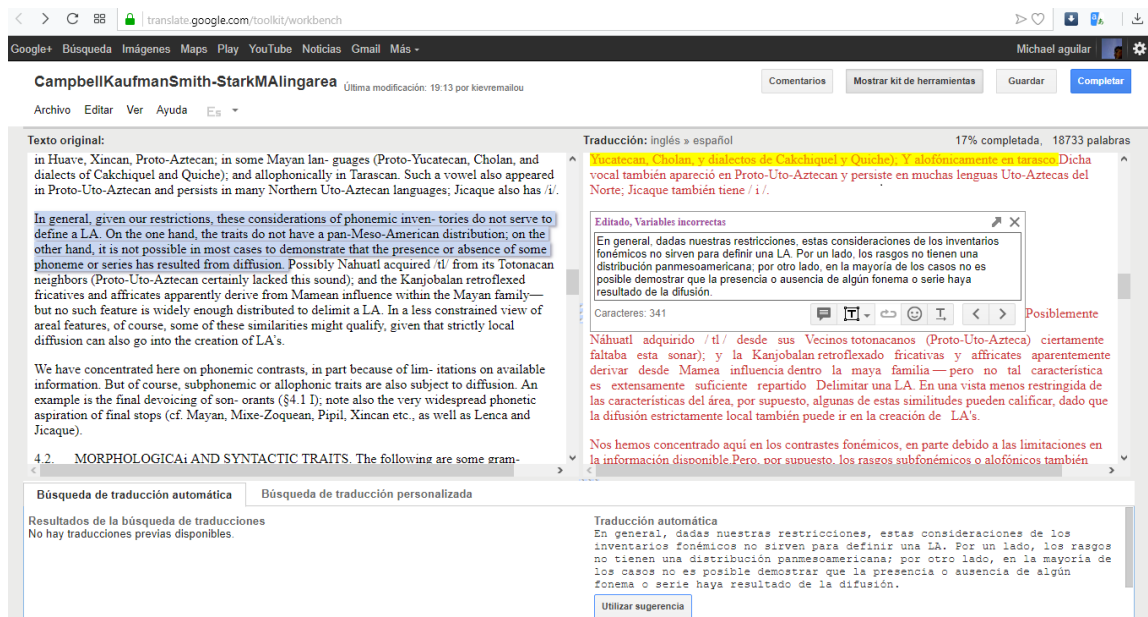 translate.google.com/toolkit/workbench
Google+ Búsqueda Imágenes Maps Play YouTube Noticias Gmail Más
Michael aguilar
CampbellKaufmanSmith-StarkMAlingarea Última modificación: 19:13 por kievremailou
Comentarios
Mostrar kit de herramientas
Guardar
Completar
Archivo Editar Ver Ayuda Es
Texto original:
in Huave, Xincan, Proto-Aztecan; in some Mayan lan- guages (Proto-Yucatecan, Cholan, and
dialects of Cakchiquel and Quiche); and allophonically in Tarascan. Such a vowel also appeared
in Proto-Uto-Aztecan and persists in many Northern Uto-Aztecan languages; Jicaque also has /i/.
In general, given our restrictions, these considerations of phonemic inven- tories do not serve to
define a LA. On the one hand, the traits do not have a pan-Meso-American distribution; on the
other hand, it is not possible in most cases to demonstrate that the presence or absence of some
phoneme or series has resulted from diffusion. Possibly Nahuatl acquired /tl/ from its Totonacan
neighbors (Proto-Uto-Aztecan certainly lacked this sound); and the Kanjobalan retroflexed
fricatives and affricates apparently derive from Mamean influence within the Mayan family—
but no such feature is widely enough distributed to delimit a LA. In a less constrained view of
areal features, of course, some of these similarities might qualify, given that strictly local
diffusion can also go into the creation of LA's.
We have concentrated here on phonemic contrasts, in part because of lim- itations on available
information. But of course, subphonemic or allophonic traits are also subject to diffusion. An
example is the final devoicing of son- orants (§4.1 I); note also the very widespread phonetic
aspiration of final stops (cf. Mayan, Mixe-Zoquean, Pipil, Xincan etc., as well as Lenca and
Jicaque).
4.2. MORPHOLOGICAi AND SYNTACTIC TRAITS. The following are some gram-
Traducción: inglés » español
17% completada, 18733 palabras
Yucatecan, Cholan, y dialectos de Cakchiquel y Quiche); Y alofónicamente en tarasco.Dicha
vocal también apareció en Proto-Uto-Aztecan y persiste en muchas lenguas Uto-Aztecas del
Norte; Jicaque también tiene / i /.
Editado, Variables incorrectas
En general, dadas nuestras restricciones, estas consideraciones de los inventarios
fonémicos no sirven para definir una LA. Por un lado, los rasgos no tienen una
distribución panmesoamericana; por otro lado, en la mayoría de los casos no es
posible demostrar que la presencia o ausencia de algún fonema o serie haya
resultado de la difusión.
Caracteres: 341
Posiblemente
Náhuatl adquirido / tl / desde sus Vecinos totonacanos (Proto-Uto-Azteca) ciertamente
faltaba esta sonar); y la Kanjobalan retroflexado fricativas y affricates aparentemente
derivar desde Mamea influencia dentro la maya familia — pero no tal característica
es extensamente suficiente repartido Delimitar una LA. En una vista menos restringida de
las características del área, por supuesto, algunas de estas similitudes pueden calificar, dado que
la difusión estrictamente local también puede ir en la creación de LA's.
Nos hemos concentrado aquí en los contrastes fonémicos, en parte debido a las limitaciones en
la información disponible.Pero, por supuesto, los rasgos subfonémicos o alofónicos también
Búsqueda de traducción automática
Búsqueda de traducción personalizada
Resultados de la búsqueda de traducciones
No hay traducciones previas disponibles.
Traducción automática
En general, dadas nuestras restricciones, estas consideraciones de los
inventarios fonémicos no sirven para definir una LA. Por un lado, los rasgos
no tienen una distribución panmesoamericana; por otro lado, en la mayoría de
los casos no es posible demostrar que la presencia o ausencia de algún
fonema o serie haya resultado de la difusión.
Utilizar sugerencia